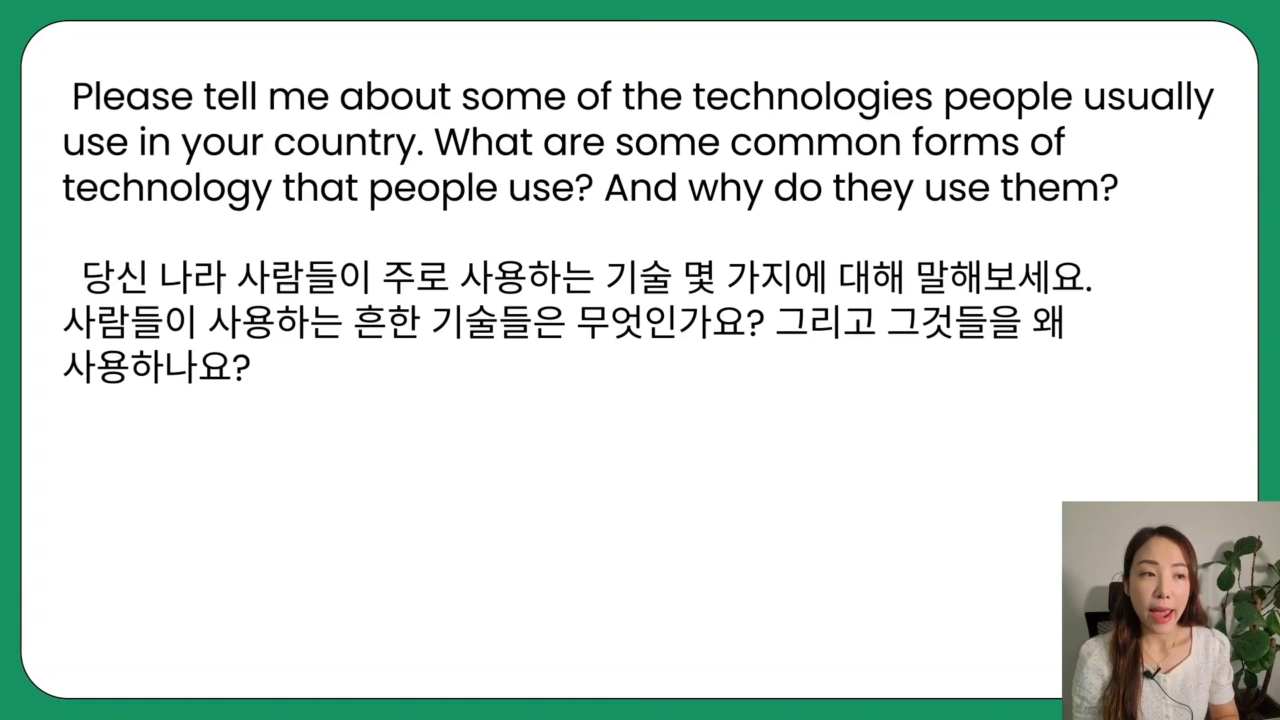 Please tell me about some of the technologies people usually
use in your country. What are some common forms of
technology that people use? And why do they use them?
당신 나라 사람들이 주로 사용하는 기술 몇 가지에 대해 말해보세요.
사람들이 사용하는 흔한 기술들은 무엇인가요? 그리고 그것들을 왜
사용하나요?